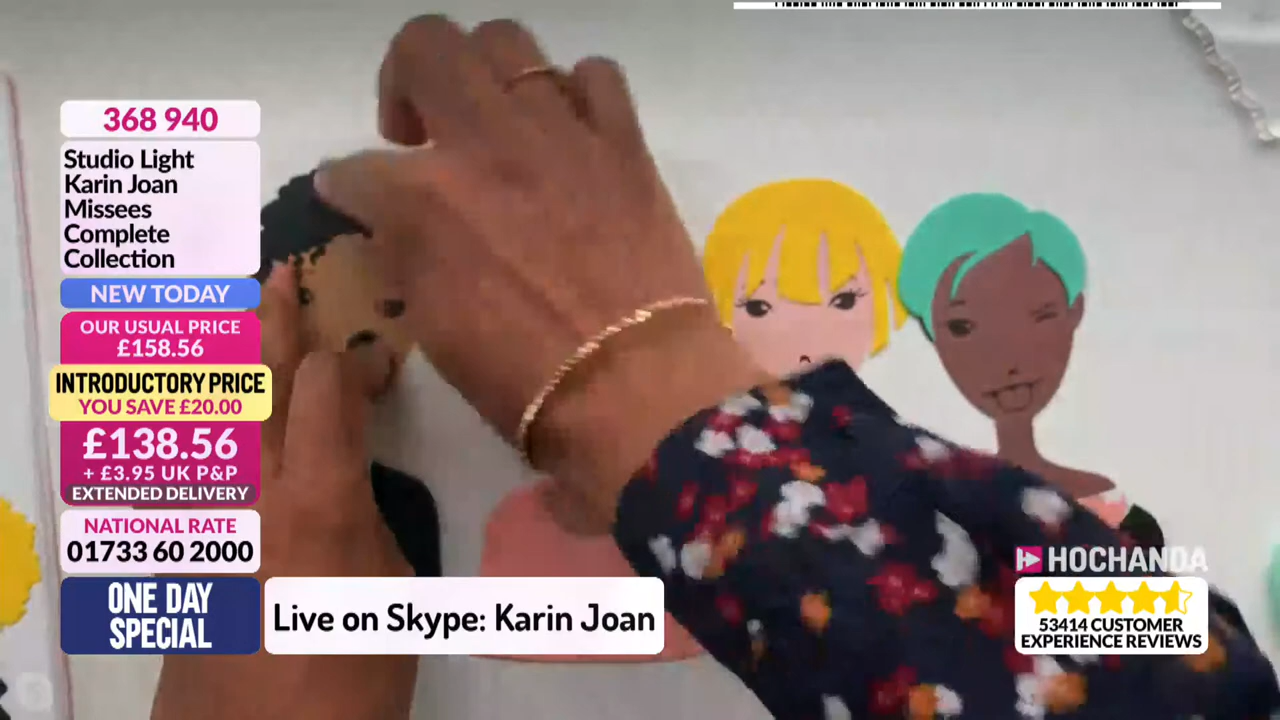 368 940
Studio Light
Karin Joan
Missees
Complete
Collection
NEW TODAY
OUR USUAL PRICE
£158.56
INTRODUCTORY PRICE
YOU SAVE £20.00
£138.56
+ £3.95 UK P&P
EXTENDED DELIVERY
NATIONAL RATE
01733 60 2000
ONE DAY
SPECIAL
Live on Skype: Karin Joan
HOCHANDA
53414 CUSTOMER
EXPERIENCE REVIEWS